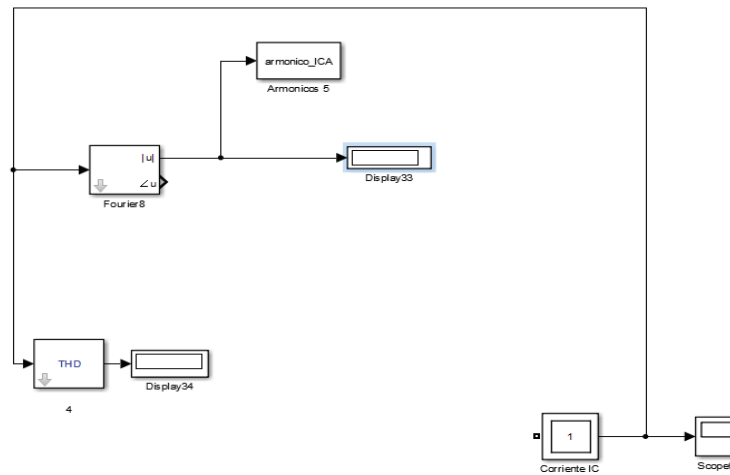 armonico_ICA
Armonicos 5
|u|
∠u
Fourier8
Display33
THD
4
Display34
1
Corriente IC